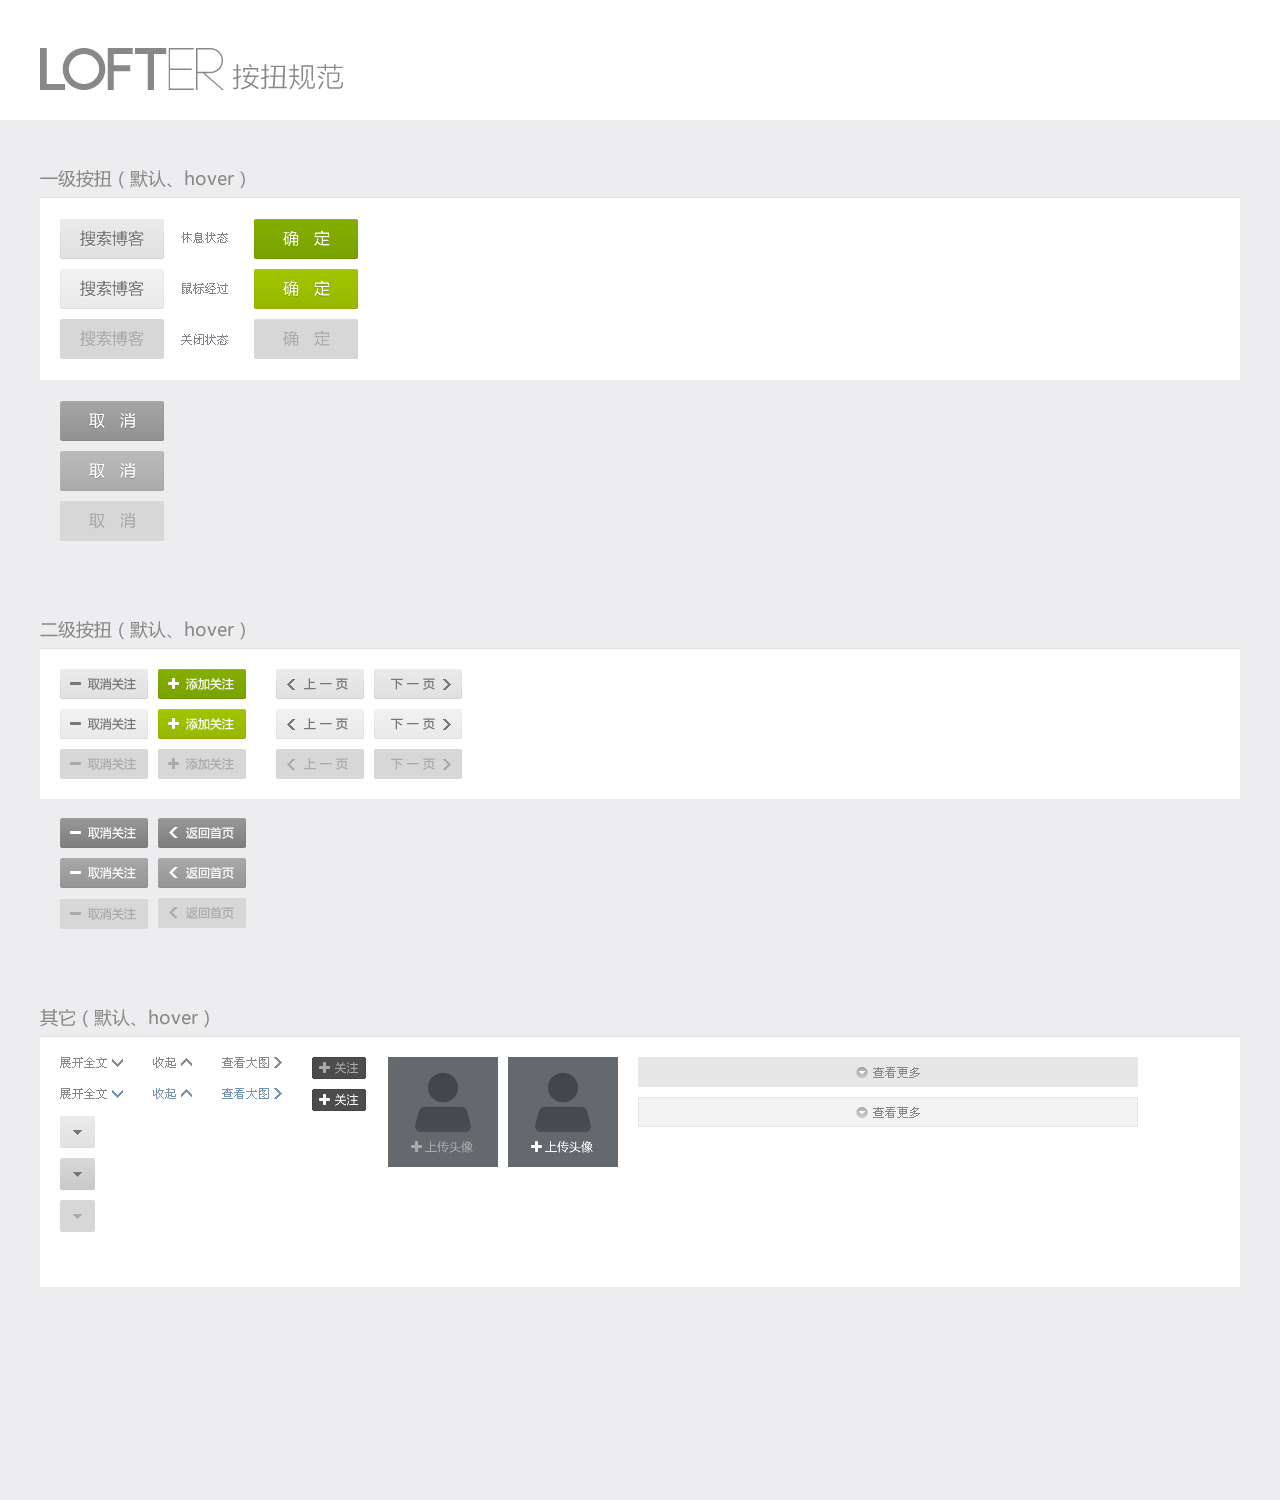 LOFTER 按扭规范
一级按扭 ( 默认、hover )
搜索博客 休息状态 确 定
搜索博客 鼠标经过 确 定
搜索博客 关闭状态 确 定
取 消
取 消
取 消
二级按扭 ( 默认、hover )
取消关注 添加关注 上 一 页 下 一 页
取消关注 添加关注 上 一 页 下 一 页
取消关注 添加关注 上 一 页 下 一 页
取消关注 返回首页
取消关注 返回首页
取消关注 返回首页
其它 ( 默认、hover )
展开全文 收起 查看大图 关注 查看更多
展开全文 收起 查看大图 关注 查看更多
上传头像 上传头像